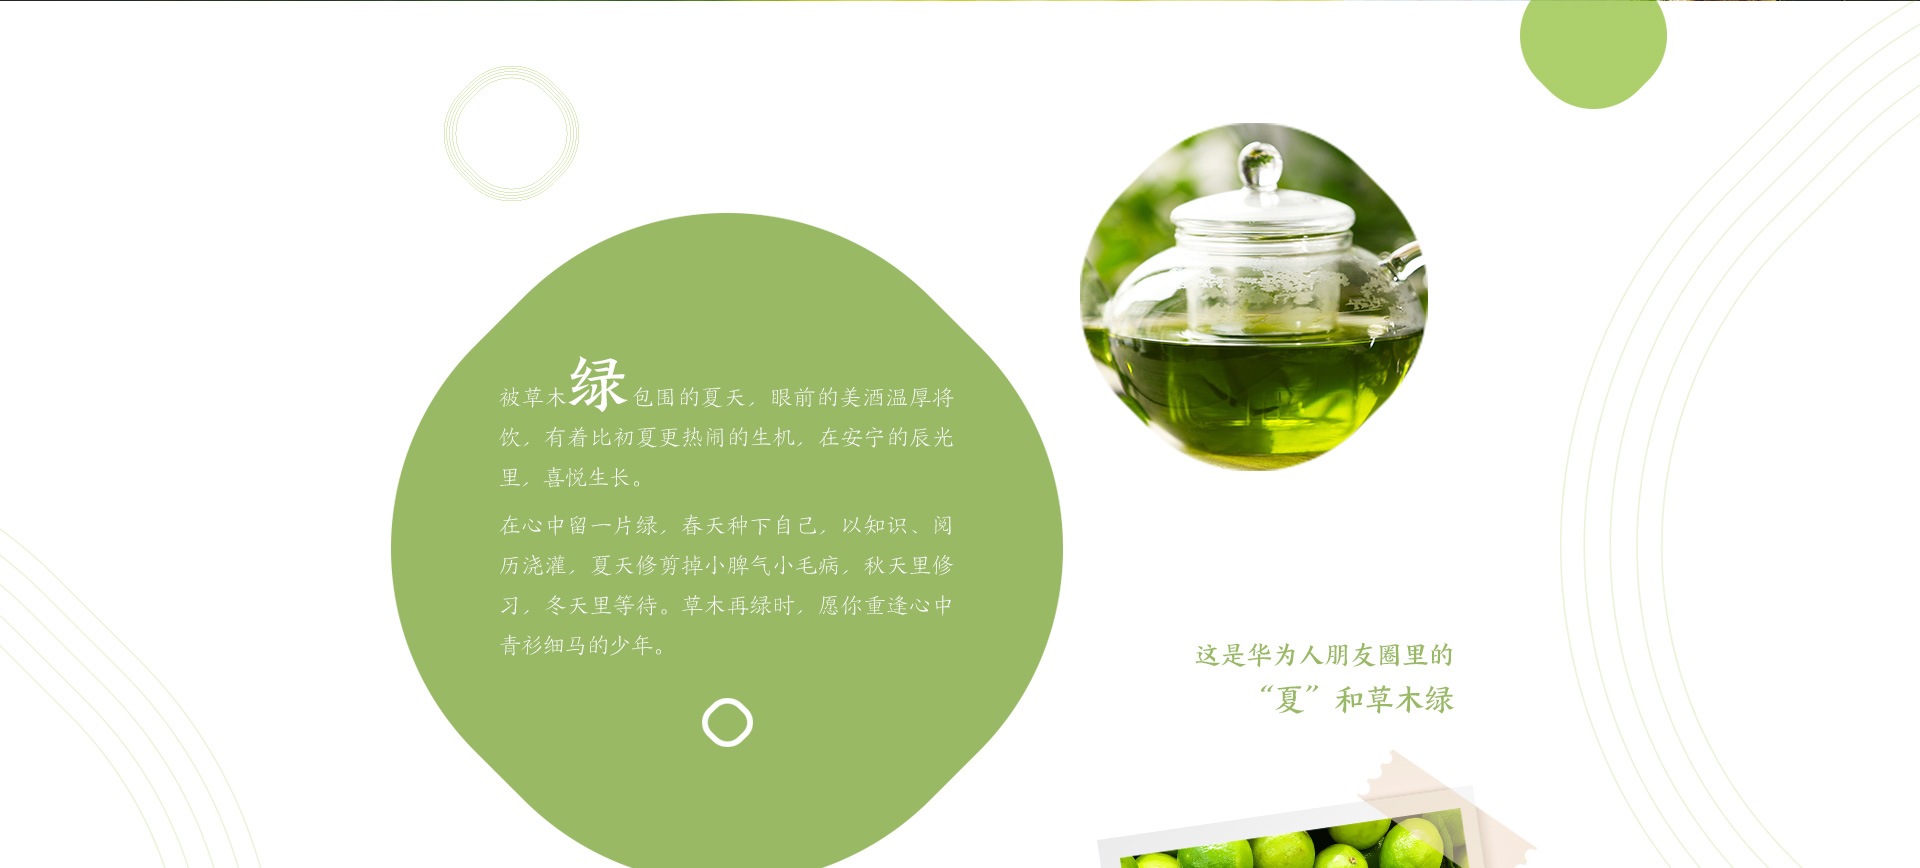 被草木绿包围的夏天，眼前的美酒温厚将
饮，有着比初夏更热闹的生机，在安宁的辰光
里，喜悦生长。
在心中留一片绿，春天种下自己，以知识、阅
历浇灌，夏天修剪掉小脾气小毛病，秋天里修
习，冬天里等待。草木再绿时，愿你重逢心中
青衫细马的少年。
这是华为人朋友圈里的
“夏”和草木绿